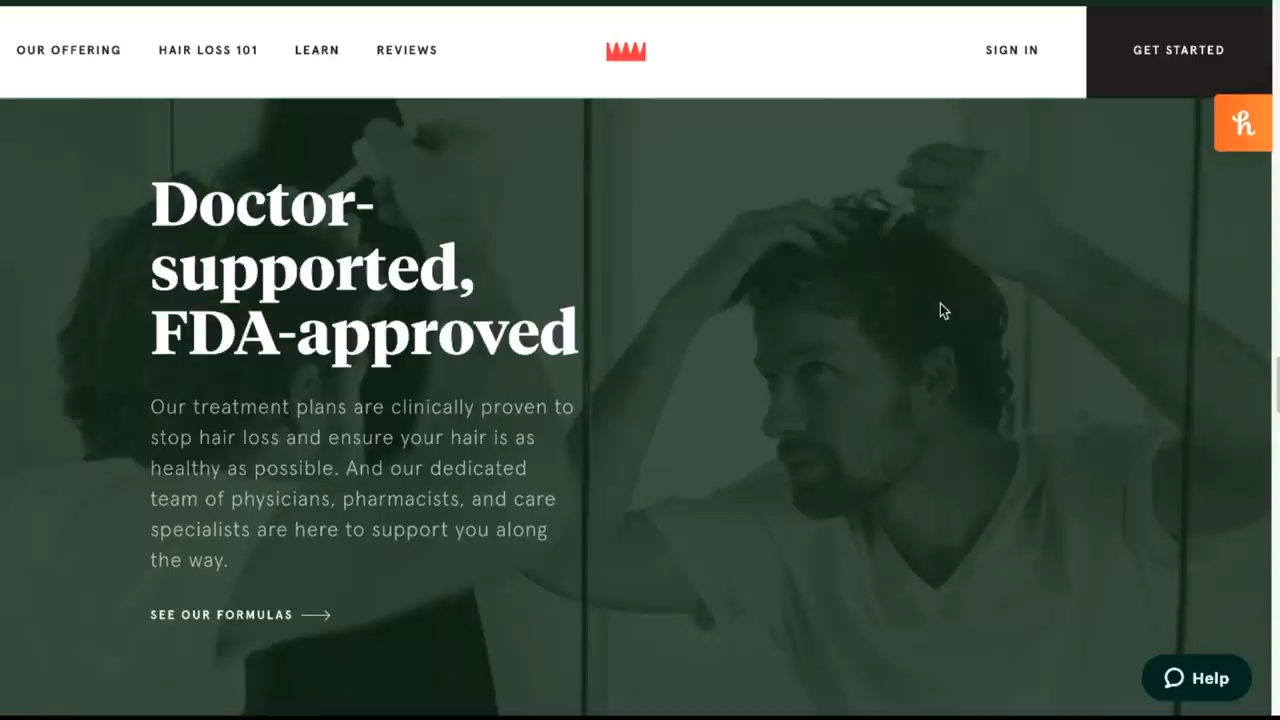 OUR OFFERING HAIR LOSS 101 LEARN REVIEWS SIGN IN GET STARTED
h
Doctor-
supported,
FDA-approved
Our treatment plans are clinically proven to
stop hair loss and ensure your hair is as
healthy as possible. And our dedicated
team of physicians, pharmacists, and care
specialists are here to support you along
the way.
SEE OUR FORMULAS
Help